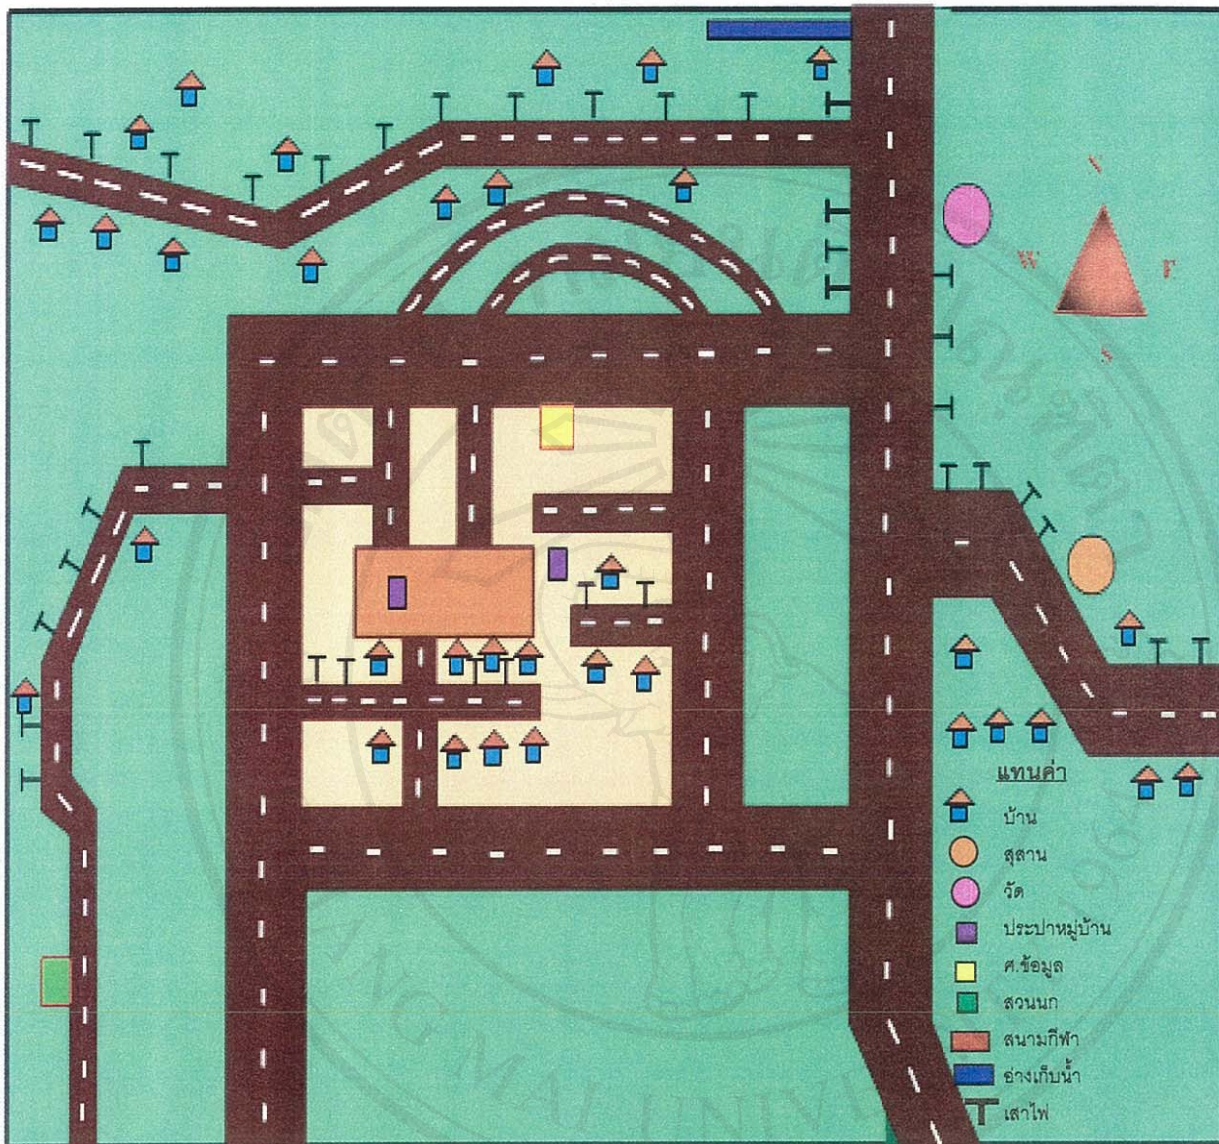 N
W
E
S
แทนค่า
บ้าน
สุสาน
วัด
ประปาหมู่บ้าน
ศ.ข้อมูล
สวนนก
สนามกีฬา
อ่างเก็บน้ำ
เสาไฟ